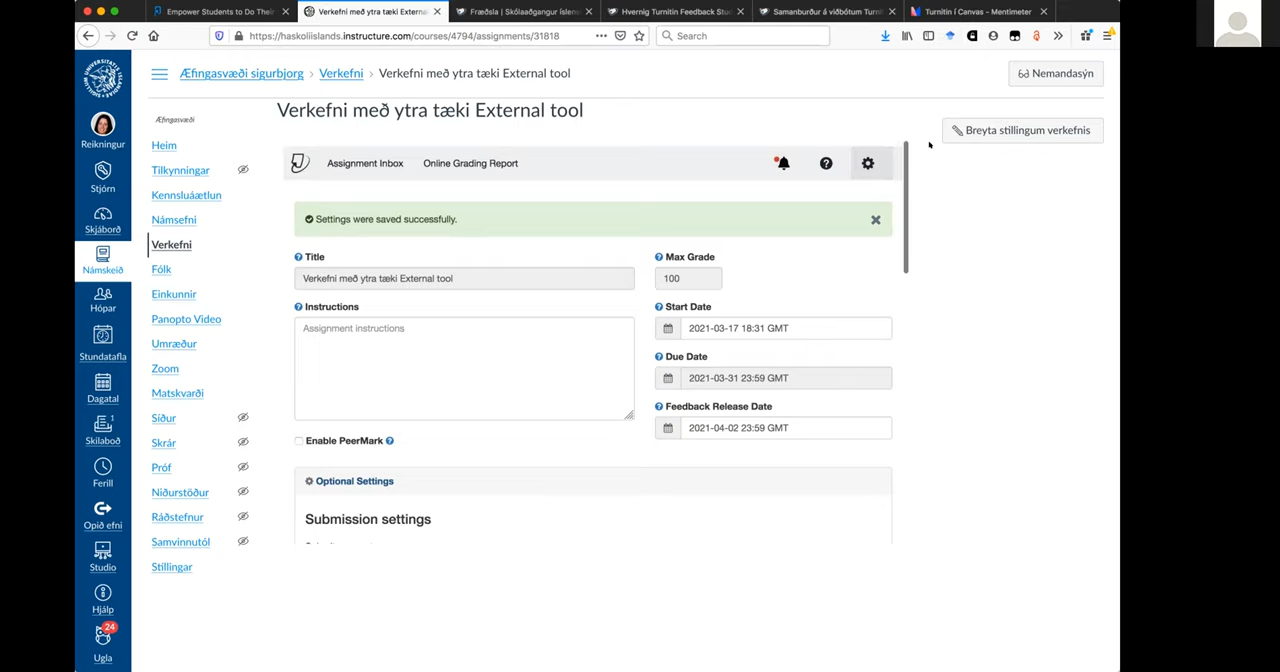 Empower Students to Do Thei
Verkefni með ytra tæki Externa
Fræðsla | Skólaaðgangur íslen
Hvernig Turnitin Feedback Stu
Samanburður á viðbótum Turni
Turnitin í Canvas - Mentimeter
https://haskoliislands.instructure.com/courses/4794/assignments/31818
Search
Æfingasvæði sigurbjorg > Verkefni > Verkefni með ytra tæki External tool
Nemandasýn
Reikningur
Stjórn
Skjáborð
Námskeið
Hópar
Stundatafla
Dagatal
1
Skilaboð
Ferill
Opið efni
Studio
Hjálp
24
Ugla
Æfingasvæði
Heim
Tilkynningar
Kennsluáætlun
Námsefni
Verkefni
Fólk
Einkunnir
Panopto Video
Umræður
Zoom
Matskvarði
Síður
Skrár
Próf
Niðurstöður
Ráðstefnur
Samvinnutól
Stillingar
Verkefni með ytra tæki External tool
Breyta stillingum verkefnis
Assignment Inbox Online Grading Report
Settings were saved successfully.
Title
Verkefni með ytra tæki External tool
Max Grade
100
Instructions
Assignment instructions
Start Date
2021-03-17 18:31 GMT
Due Date
2021-03-31 23:59 GMT
Feedback Release Date
2021-04-02 23:59 GMT
Enable PeerMark
Optional Settings
Submission settings